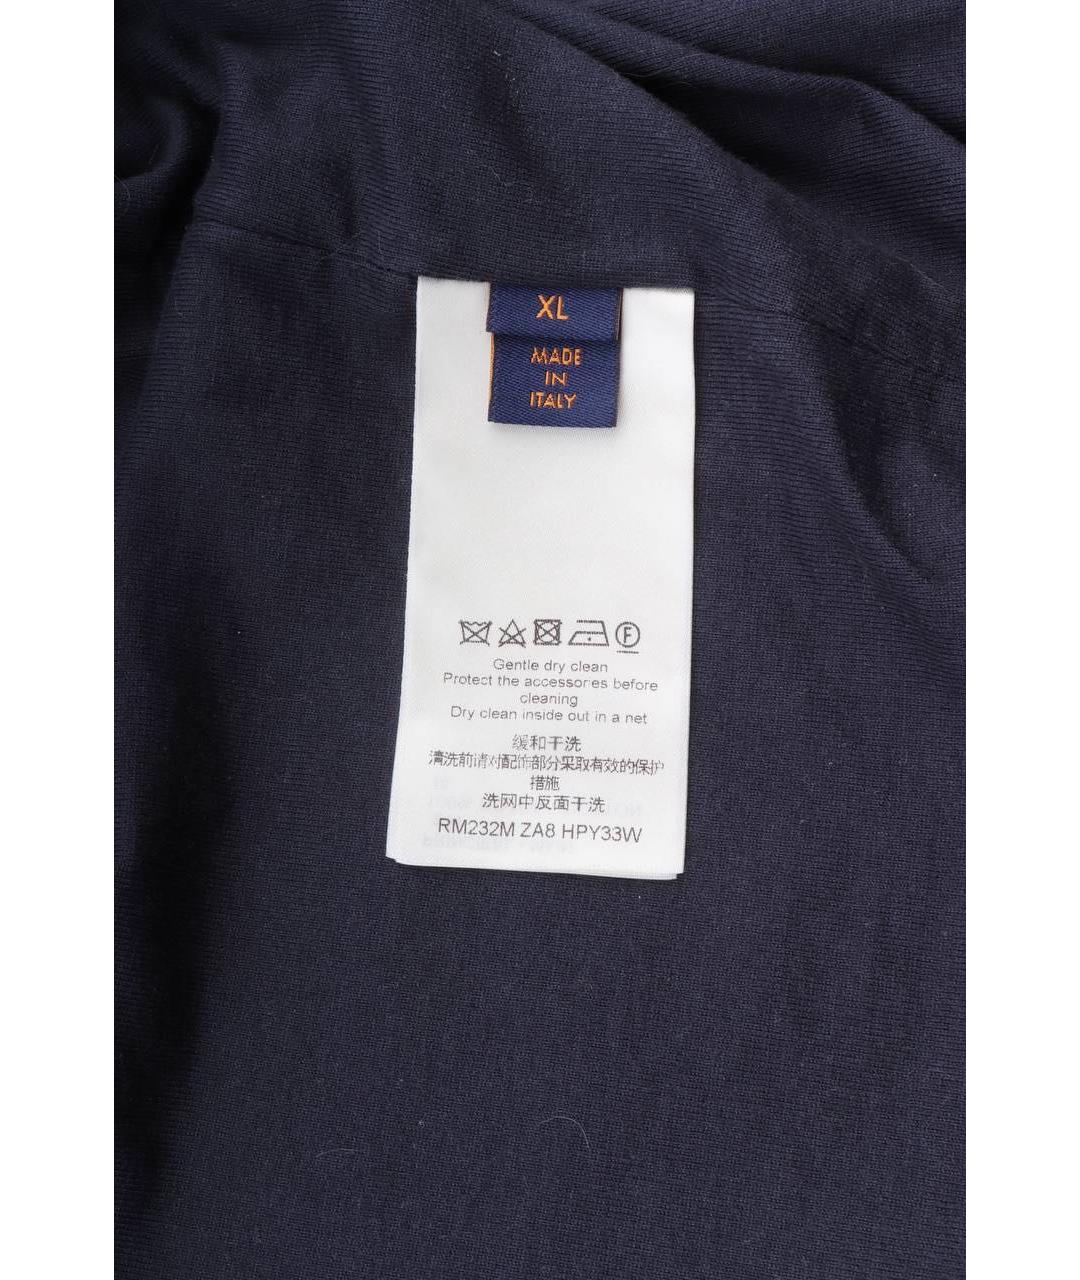 XL
MADE
IN
ITALY
F
Gentle dry clean
Protect the accessories before
cleaning
Dry clean inside out in a net
缓和干洗
清洗前请对配饰部分采取有效的保护
措施
洗网中反面干洗
RM232M ZA8 HPY33W